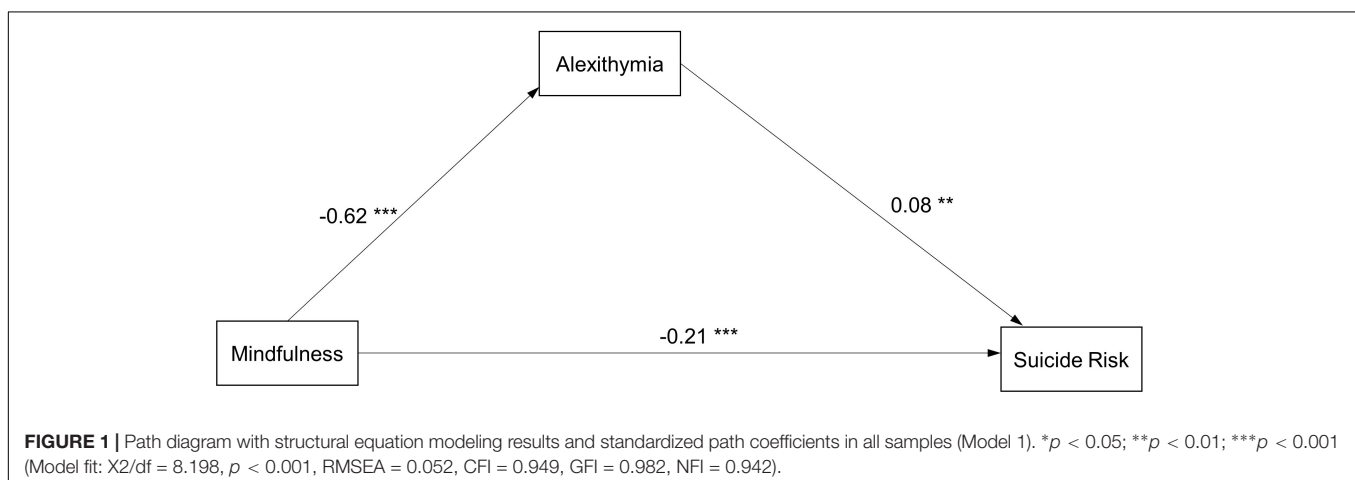 Alexithymia
-0.62 ***
0.08 **
-0.21 ***
Mindfulness
Suicide Risk
FIGURE 1 | Path diagram with structural equation modeling results and standardized path coefficients in all samples (Model 1). *p < 0.05; **p < 0.01; ***p < 0.001
(Model fit: X2/df = 8.198, p < 0.001, RMSEA = 0.052, CFI = 0.949, GFI = 0.982, NFI = 0.942).